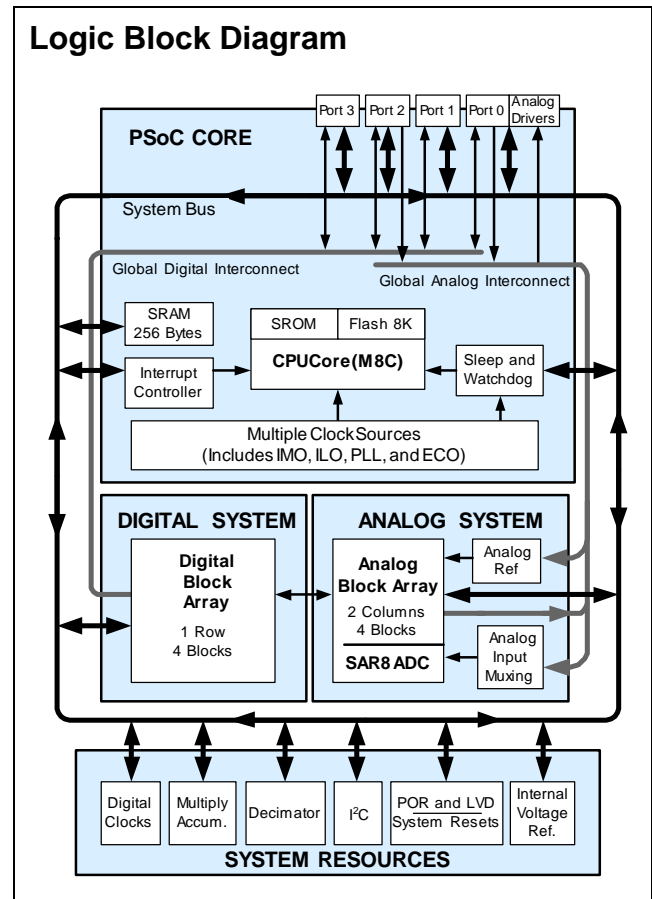 Logic Block Diagram
Port 3
Port 2
Port 1
Port 0
Analog
Drivers
PSoC CORE
System Bus
Global Digital Interconnect
Global Analog Interconnect
SRAM
256 Bytes
SROM
Flash 8K
CPUCore(M8C)
Interrupt
Controller
Sleep and
Watchdog
Multiple Clock Sources
(Includes IMO, ILO, PLL, and ECO)
DIGITAL SYSTEM
Digital
Block
Array
1 Row
4 Blocks
ANALOG SYSTEM
Analog
Block Array
2 Columns
4 Blocks
SAR8 ADC
Analog
Ref
Analog
Input
Muxing
Digital
Clocks
Multiply
Accum.
Decimator
I²C
POR and LVD
System Resets
Internal
Voltage
Ref.
SYSTEM RESOURCES